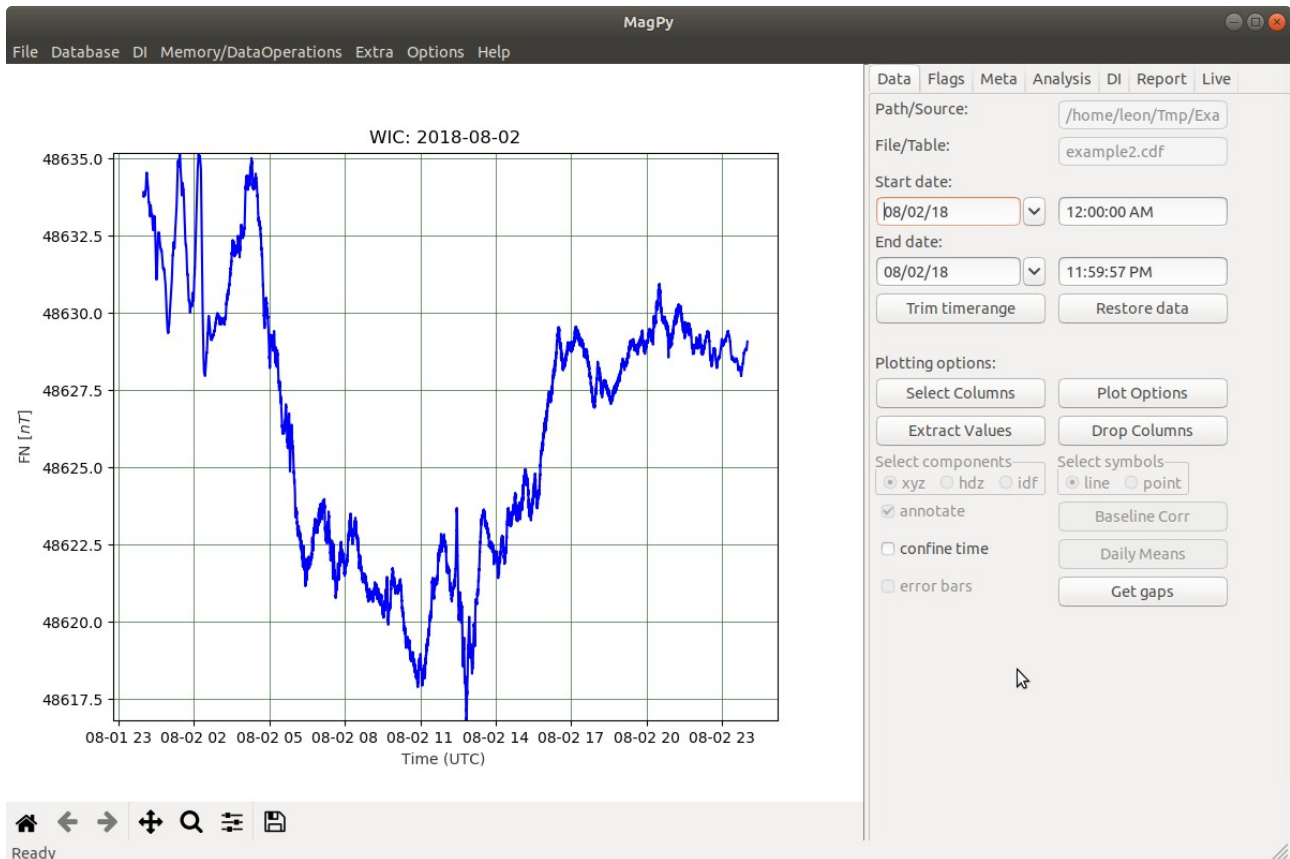 MagPy
File Database DI Memory/DataOperations Extra Options Help
WIC: 2018-08-02
48635.0
48632.5
48630.0
48627.5
48625.0
48622.5
48620.0
48617.5
FN [nT]
08-01 23 08-02 02 08-02 05 08-02 08 08-02 11 08-02 14 08-02 17 08-02 20 08-02 23
Time (UTC)
Data Flags Meta Analysis DI Report Live
Path/Source: /home/leon/Tmp/Exa
File/Table: example2.cdf
Start date:
08/02/18 12:00:00 AM
End date:
08/02/18 11:59:57 PM
Trim timerange Restore data
Plotting options:
Select Columns Plot Options
Extract Values Drop Columns
Select components Select symbols
xyz hdz idf line point
annotate Baseline Corr
confine time Daily Means
error bars Get gaps
Ready